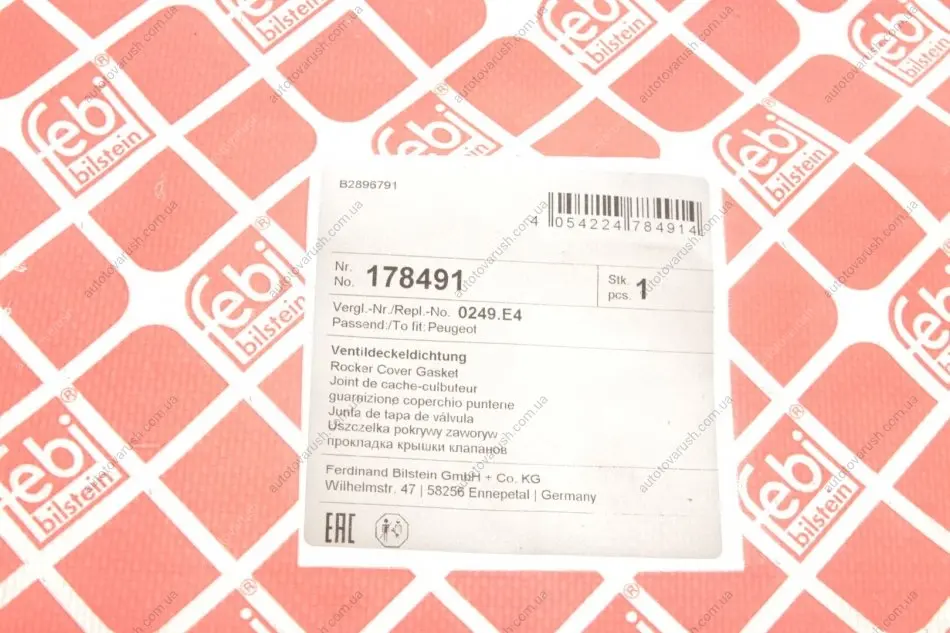 febi
bilstein
®
B2896791
4 054224 784914
Nr.
No. 178491
Stk.
pcs. 1
Vergl.-Nr./Repl.-No. 0249.E4
Passend:/To fit:Peugeot
Ventildeckeldichtung
Rocker Cover Gasket
Joint de cache-culbuteur
guarnizione coperchio puntene
Junta de tapa de válvula
Uszczelka pokrywy zaworyw
прокладка крышки клапанов
Ferdinand Bilstein GmbH + Co. KG
Wilhelmstr. 47 | 58256 Ennepetal | Germany
EAC
autotovarush.com.ua